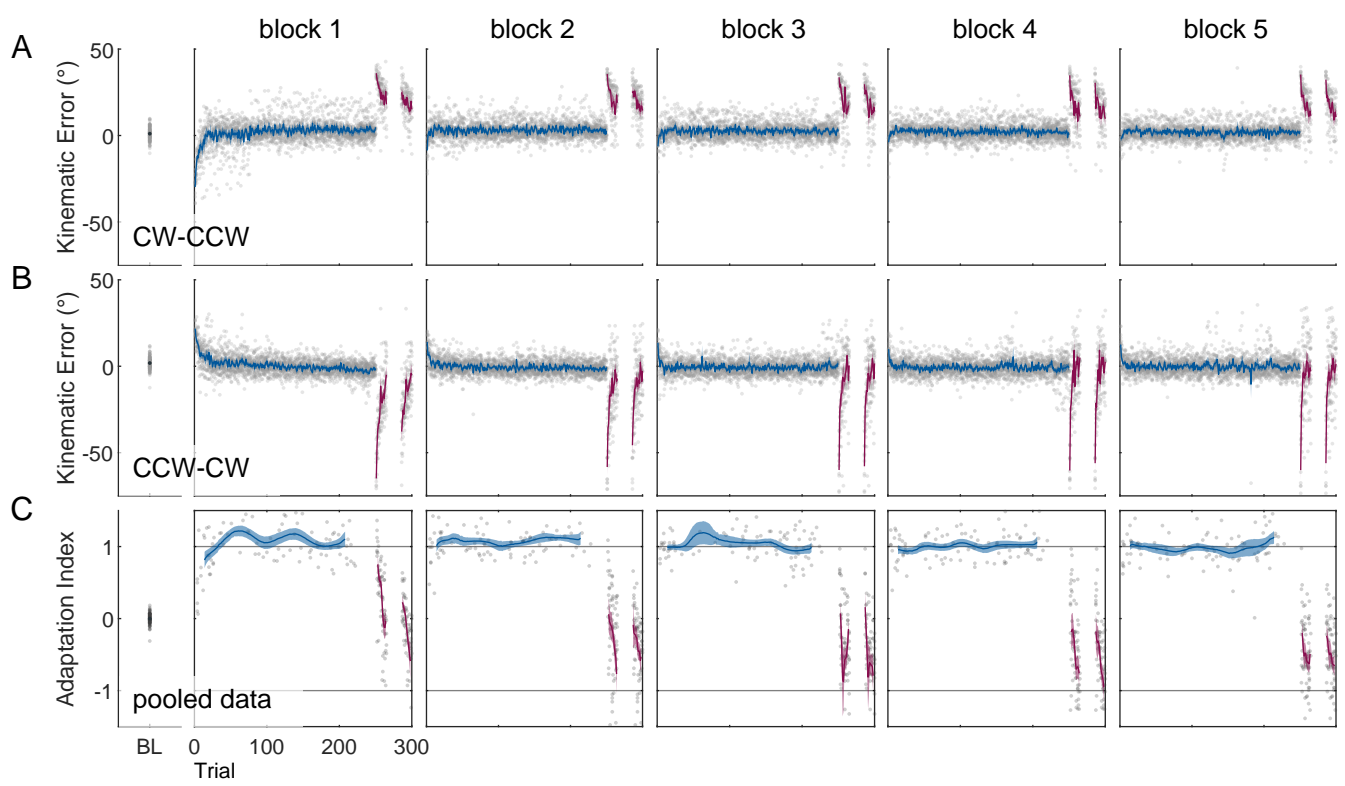 block 1 block 2 block 3 block 4 block 5
A
Kinematic Error (°)
50
0
-50
CW-CCW
B
Kinematic Error (°)
50
0
-50
CCW-CW
C
Adaptation Index
1
0
-1
pooled data
BL 0 100 200 300
Trial